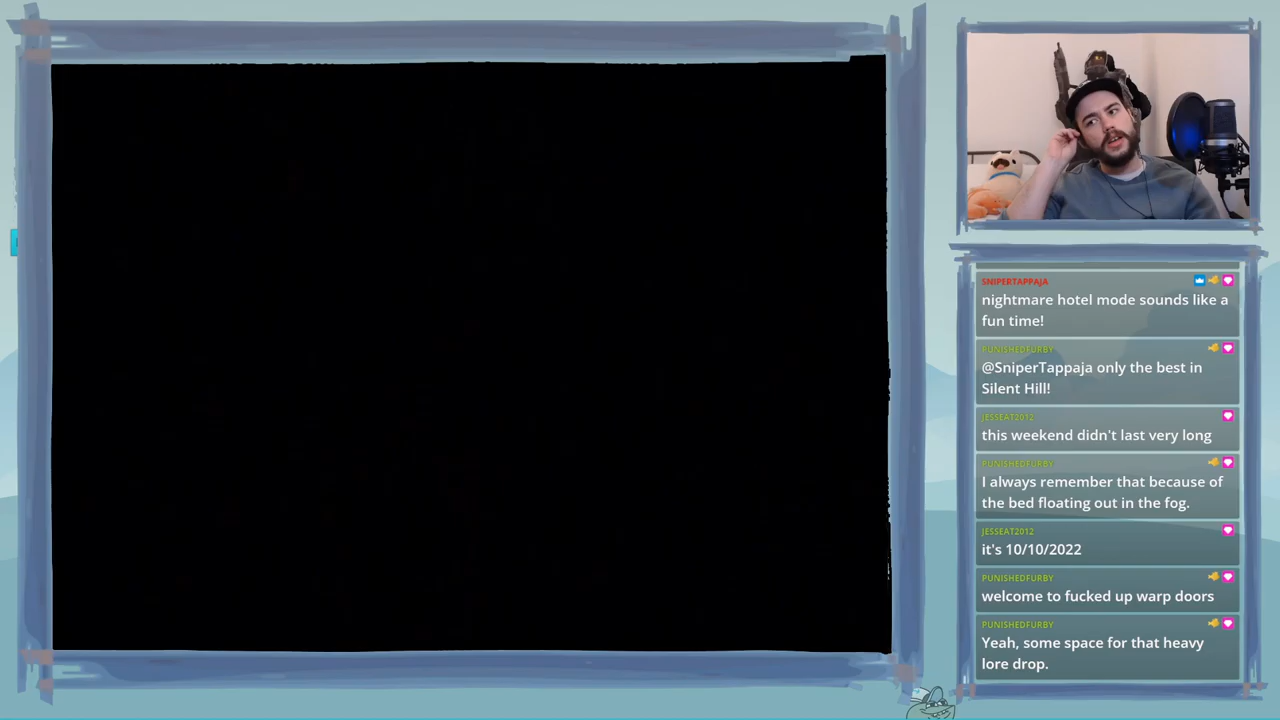 SNIPERTAPPAJA
nightmare hotel mode sounds like a
fun time!
PUNISHEDFURBY
@SniperTappaja only the best in
Silent Hill!
JESSEAT2012
this weekend didn't last very long
PUNISHEDFURBY
I always remember that because of
the bed floating out in the fog.
JESSEAT2012
it's 10/10/2022
PUNISHEDFURBY
welcome to fucked up warp doors
PUNISHEDFURBY
Yeah, some space for that heavy
lore drop.